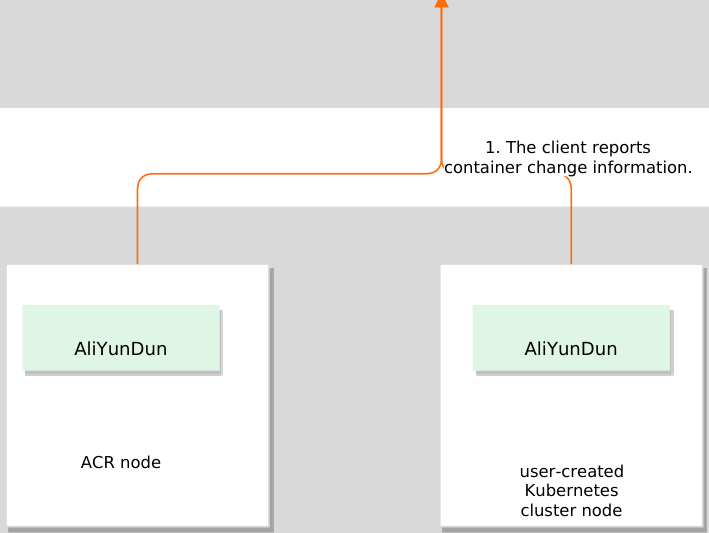 1. The client reports
container change information.
AliYunDun
AliYunDun
ACR node
user-created
Kubernetes
cluster node